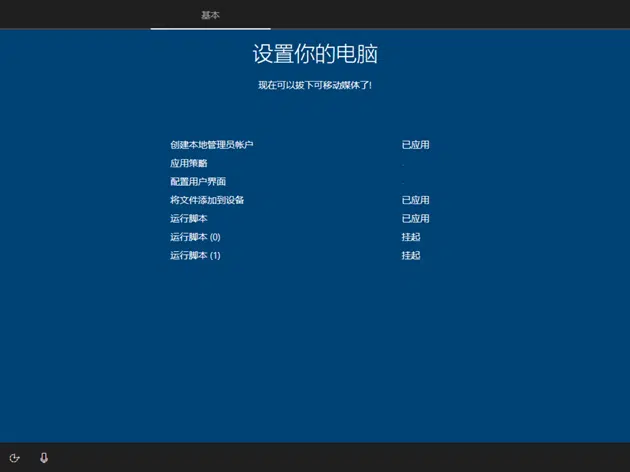 基本
设置你的电脑
现在可以拔下可移动媒体了!
创建本地管理员帐户 已应用
应用策略
配置用户界面
将文件添加到设备 已应用
运行脚本 已应用
运行脚本 (0) 挂起
运行脚本 (1) 挂起